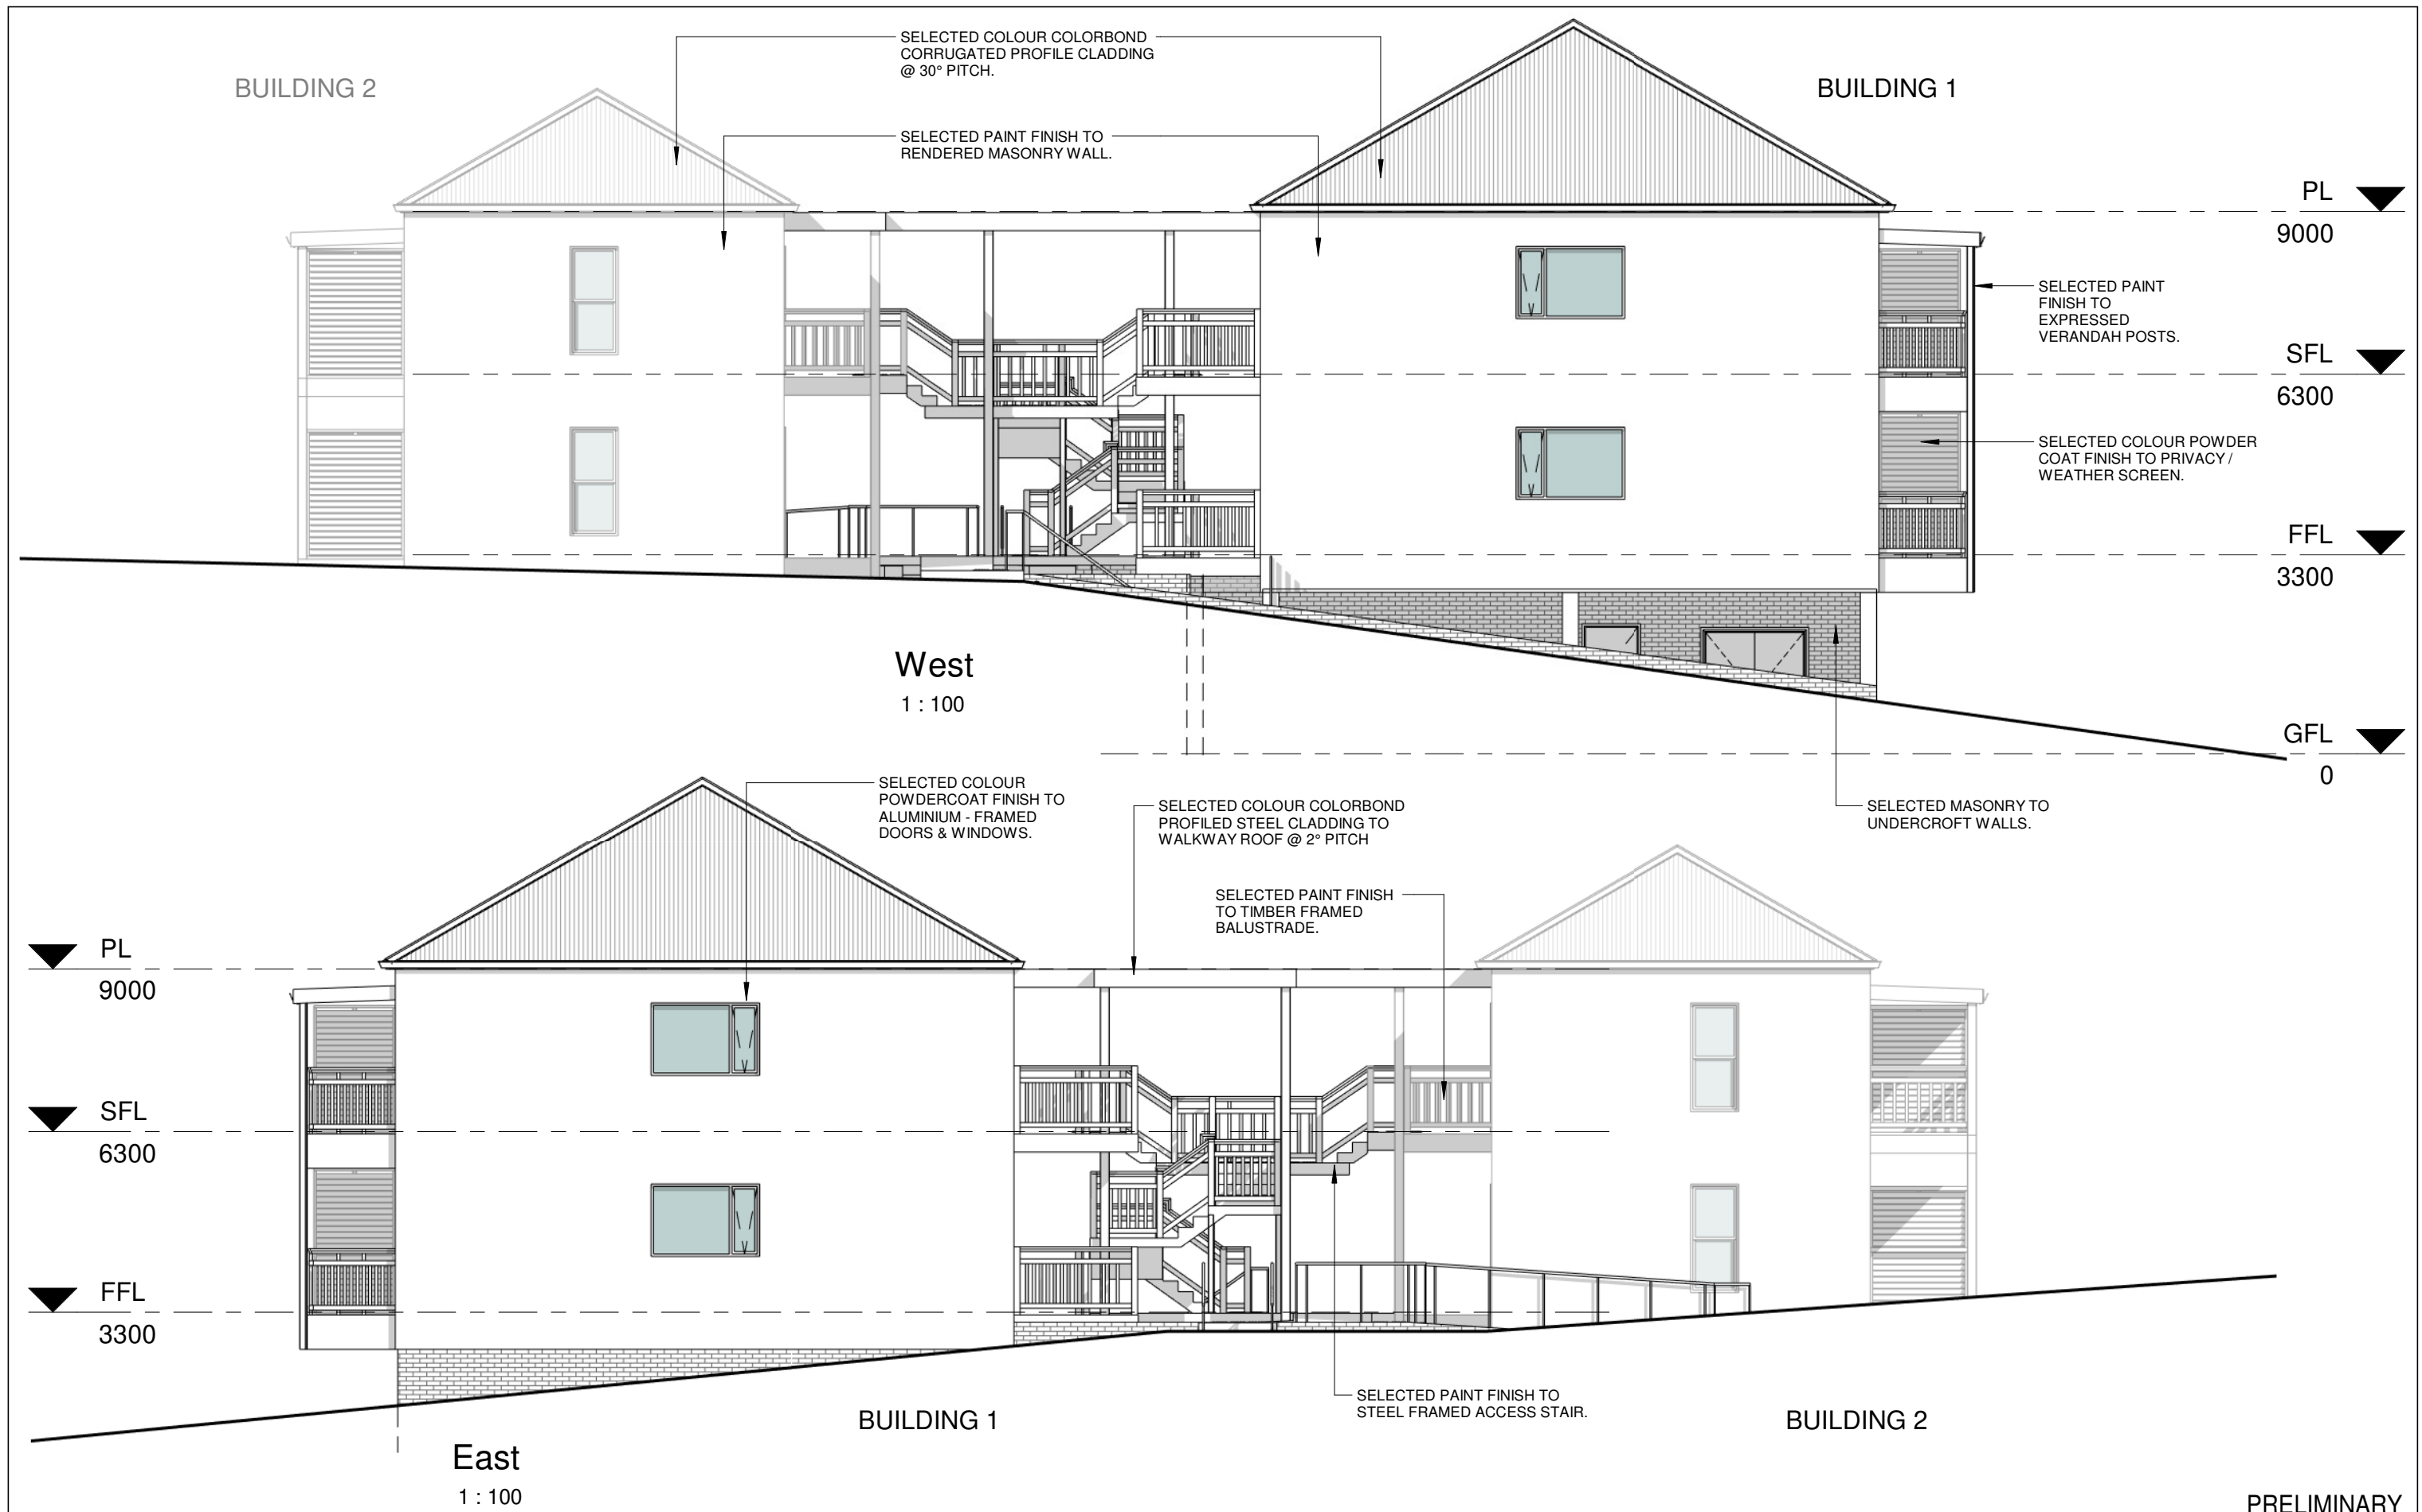 SELECTED COLOUR COLORBOND
CORRUGATED PROFILE CLADDING
@ 30° PITCH.
BUILDING 2
BUILDING 1
SELECTED PAINT FINISH TO
RENDERED MASONRY WALL.
PL
9000
SELECTED PAINT
FINISH TO
EXPRESSED
VERANDAH POSTS.
SFL
6300
SELECTED COLOUR POWDER
COAT FINISH TO PRIVACY /
WEATHER SCREEN.
FFL
3300
West
1 : 100
GFL
0
SELECTED MASONRY TO
UNDERCROFT WALLS.
SELECTED COLOUR
POWDERCOAT FINISH TO
ALUMINIUM - FRAMED
DOORS & WINDOWS.
SELECTED COLOUR COLORBOND
PROFILED STEEL CLADDING TO
WALKWAY ROOF @ 2° PITCH
SELECTED PAINT FINISH
TO TIMBER FRAMED
BALUSTRADE.
PL
9000
SFL
6300
FFL
3300
SELECTED PAINT FINISH TO
STEEL FRAMED ACCESS STAIR.
BUILDING 1
BUILDING 2
East
1 : 100
PRELIMINARY